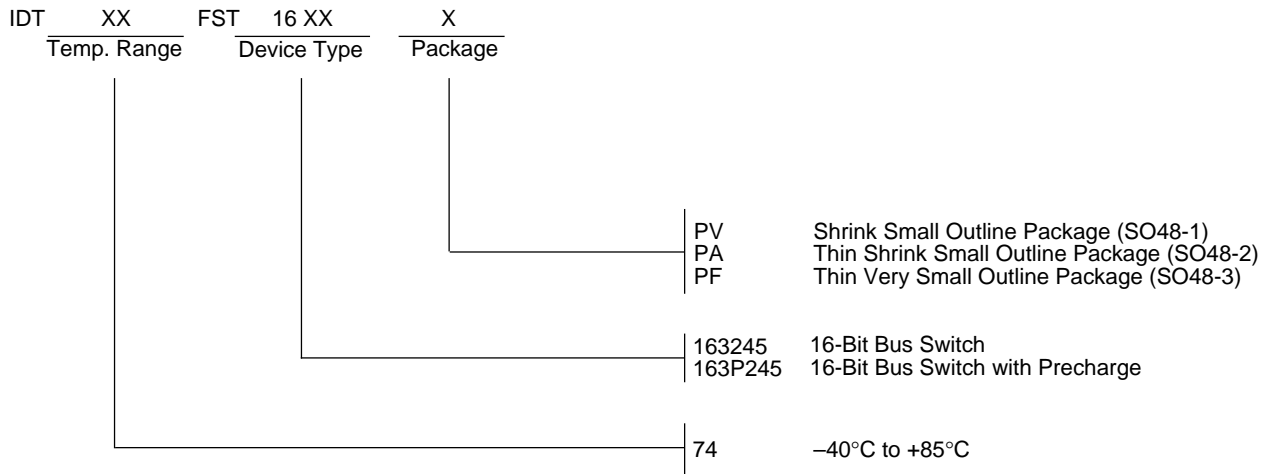 IDT XX FST 16 XX X
Temp. Range Device Type Package
PV Shrink Small Outline Package (SO48-1)
PA Thin Shrink Small Outline Package (SO48-2)
PF Thin Very Small Outline Package (SO48-3)
163245 16-Bit Bus Switch
163P245 16-Bit Bus Switch with Precharge
74 –40°C to +85°C